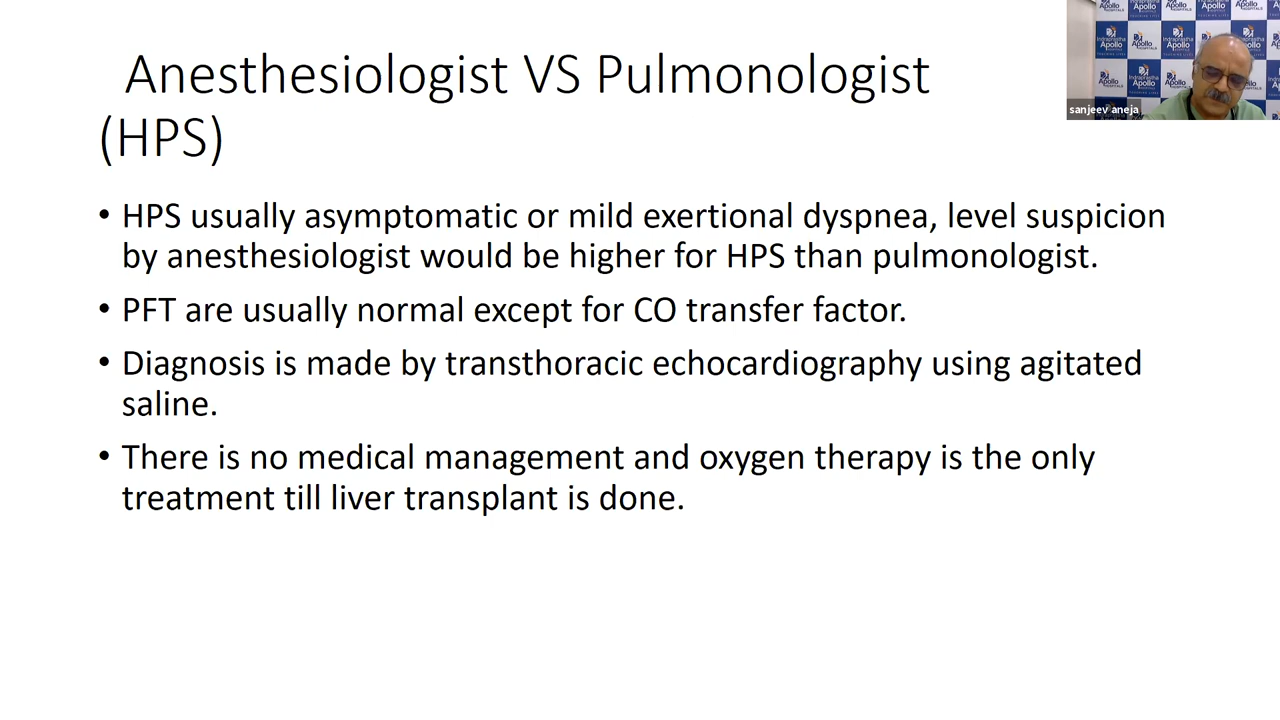 Anesthesiologist VS Pulmonologist
(HPS)
• HPS usually asymptomatic or mild exertional dyspnea, level suspicion
by anesthesiologist would be higher for HPS than pulmonologist.
• PFT are usually normal except for CO transfer factor.
• Diagnosis is made by transthoracic echocardiography using agitated
saline.
• There is no medical management and oxygen therapy is the only
treatment till liver transplant is done.
Indraprastha
Apollo
HOSPITALS
sanjeev aneja